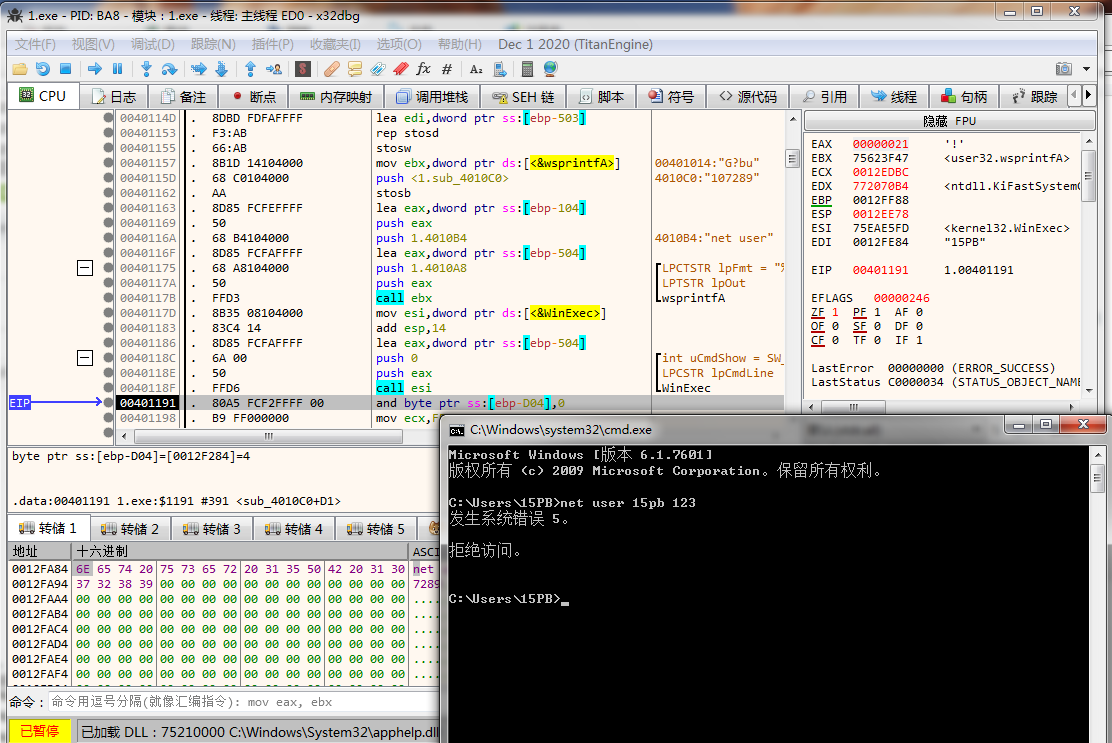 1.exe - PID: BA8 - 模块: 1.exe - 线程: 主线程 ED0 - x32dbg
文件(F) 视图(V) 调试(D) 跟踪(N) 插件(P) 收藏夹(I) 选项(O) 帮助(H) Dec 1 2020 (TitanEngine)
CPU 日志 备注 断点 内存映射 调用堆栈 SEH 链 脚本 符号 源代码 引用 线程 句柄 跟踪
0040114D . 8DBD FDFAFFFF lea edi,dword ptr ss:[ebp-503]
00401153 . F3:AB rep stosd
00401155 . 66:AB stosw
00401157 . 8B1D 14104000 mov ebx,dword ptr ds:[<&wsprintfA>] 00401014:"G?bu"
0040115D . 68 C0104000 push <1.sub_4010C0> 4010C0:"107289"
00401162 . AA stosb
00401163 . 8D85 FCFEFFFF lea eax,dword ptr ss:[ebp-104]
00401169 . 50 push eax
0040116A . 68 B4104000 push 1.4010B4 4010B4:"net user"
0040116F . 8D85 FCFAFFFF lea eax,dword ptr ss:[ebp-504]
00401175 . 68 A8104000 push 1.4010A8 LPCTSTR lpFmt = "%
0040117A . 50 push eax LPTSTR lpOut
0040117B . FFD3 call ebx wsprintfA
0040117D . 8B35 08104000 mov esi,dword ptr ds:[<&WinExec>]
00401183 . 83C4 14 add esp,14
00401186 . 8D85 FCFAFFFF lea eax,dword ptr ss:[ebp-504]
0040118C . 6A 00 push 0 int uCmdShow = SW_
0040118E . 50 push eax LPCSTR lpCmdLine
0040118F . FFD6 call esi WinExec
EIP 00401191 . 80A5 FCF2FFFF 00 and byte ptr ss:[ebp-D04],0
00401198 . B9 FF000000 mov ecx,F
隐藏 FPU
EAX 00000021 '!'
EBX 75623F47 <user32.wsprintfA>
ECX 0012EDBC
EDX 772070B4 <ntdll.KiFastSystemC
EBP 0012FF88
ESP 0012EE78
ESI 75EAE5FD <kernel32.WinExec>
EDI 0012FE84 "15PB"
EIP 00401191 1.00401191
EFLAGS 00000246
ZF 1 PF 1 AF 0
OF 0 SF 0 DF 0
CF 0 TF 0 IF 1
LastError 00000000 (ERROR_SUCCESS)
LastStatus C0000034 (STATUS_OBJECT_NAME
byte ptr ss:[ebp-D04]=[0012F284]=4
.data:00401191 1.exe:$1191 #391 <sub_4010C0+D1>
转储 1 转储 2 转储 3 转储 4 转储 5
地址 十六进制 ASCI
0012FA84 6E 65 74 20 75 73 65 72 20 31 35 50 42 20 31 30 net
0012FA94 37 32 38 39 00 00 00 00 00 00 00 00 00 00 00 00 7289
0012FAA4 00 00 00 00 00 00 00 00 00 00 00 00 00 00 00 00 ....
0012FAB4 00 00 00 00 00 00 00 00 00 00 00 00 00 00 00 00 ....
0012FAC4 00 00 00 00 00 00 00 00 00 00 00 00 00 00 00 00 ....
0012FAD4 00 00 00 00 00 00 00 00 00 00 00 00 00 00 00 00 ....
0012FAE4 00 00 00 00 00 00 00 00 00 00 00 00 00 00 00 00 ....
0012FAF4 00 00 00 00 00 00 00 00 00 00 00 00 00 00 00 00 ....
命令: 命令用逗号分隔(就像汇编指令): mov eax, ebx
已暂停 已加载 DLL: 75210000 C:\Windows\System32\apphelp.dll
C:\Windows\system32\cmd.exe
Microsoft Windows [版本 6.1.7601]
版权所有 (c) 2009 Microsoft Corporation。保留所有权利。
C:\Users\15PB>net user 15pb 123
发生系统错误 5。
拒绝访问。
C:\Users\15PB>